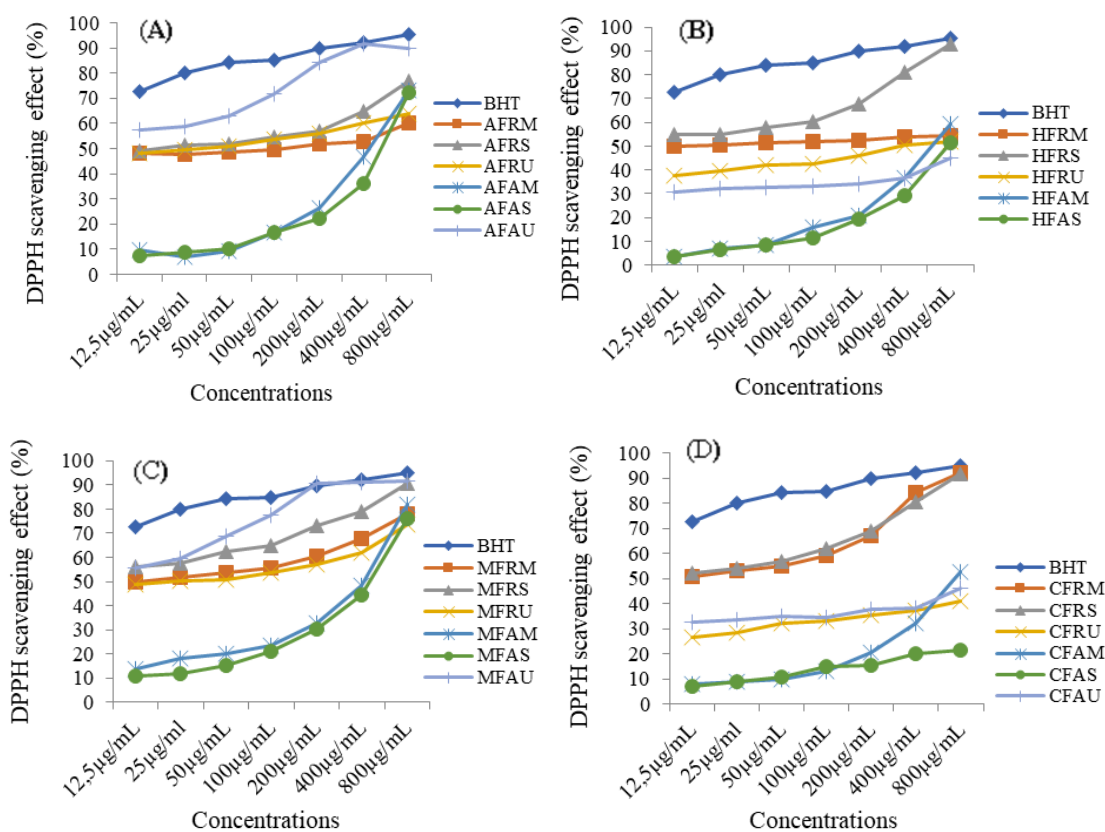 (A)
DPPH scavenging effect (%)
100
90
80
70
60
50
40
30
20
10
0
12,5µg/mL
25µg/ml
50µg/mL
100µg/mL
200µg/mL
400µg/mL
800µg/mL
Concentrations
BHT
AFRM
AFRS
AFRU
AFAM
AFAS
AFAU
(B)
DPPH scavenging effect (%)
100
90
80
70
60
50
40
30
20
10
0
12,5µg/mL
25µg/ml
50µg/mL
100µg/mL
200µg/mL
400µg/mL
800µg/mL
Concentrations
BHT
HFRM
HFRS
HFRU
HFAM
HFAS
(C)
DPPH scavenging effect (%)
100
90
80
70
60
50
40
30
20
10
0
12,5µg/mL
25µg/ml
50µg/mL
100µg/mL
200µg/mL
400µg/mL
800µg/mL
Concentrations
BHT
MFRM
MFRS
MFRU
MFAM
MFAS
MFAU
(D)
DPPH scavenging effect (%)
100
90
80
70
60
50
40
30
20
10
0
12,5µg/mL
25µg/ml
50µg/mL
100µg/mL
200µg/mL
400µg/mL
800µg/mL
Concentrations
BHT
CFRM
CFRS
CFRU
CFAM
CFAS
CFAU